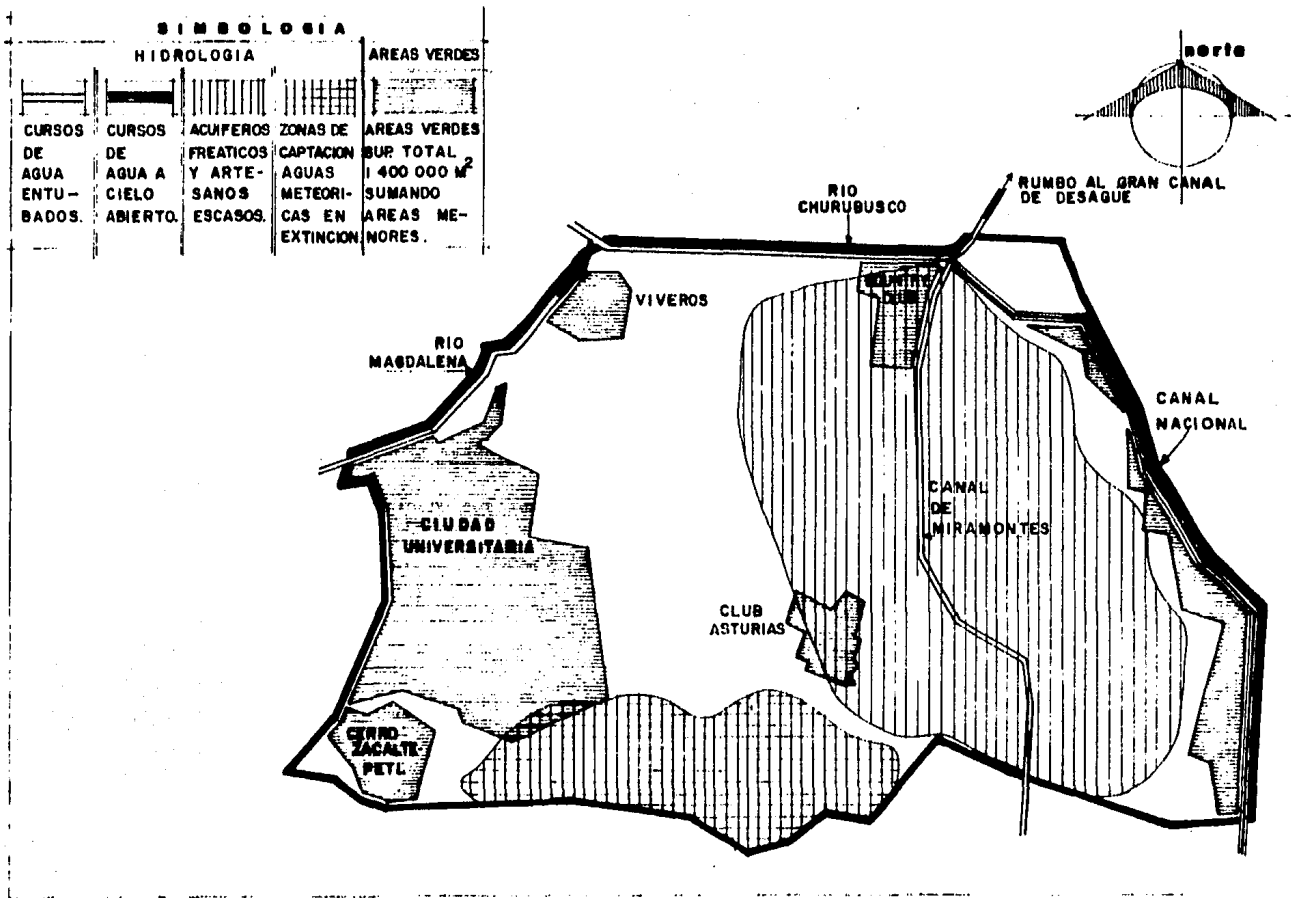 SIMBOLOGIA
HIDROLOGIA
AREAS VERDES
CURSOS
DE
AGUA
ENTU-
BADOS.
CURSOS
DE
AGUA A
CIELO
ABIERTO.
ACUIFEROS
FREATICOS
Y ARTE-
SANOS
ESCASOS.
ZONAS DE
CAPTACION
AGUAS
METEORI-
CAS EN
EXTINCION
AREAS VERDES
SUP. TOTAL
1 400 000 M²
SUMANDO
AREAS ME-
NORES.
norte
RUMBO AL GRAN CANAL
DE DESAGUE
RIO
CHURUBUSCO
COUNTRY
CLUB
VIVEROS
RIO
MAGDALENA
CANAL
NACIONAL
CANAL
DE
MIRAMONTES
CIUDAD
UNIVERSITARIA
CLUB
ASTURIAS
CERRO
ZACALTE-
PETL.